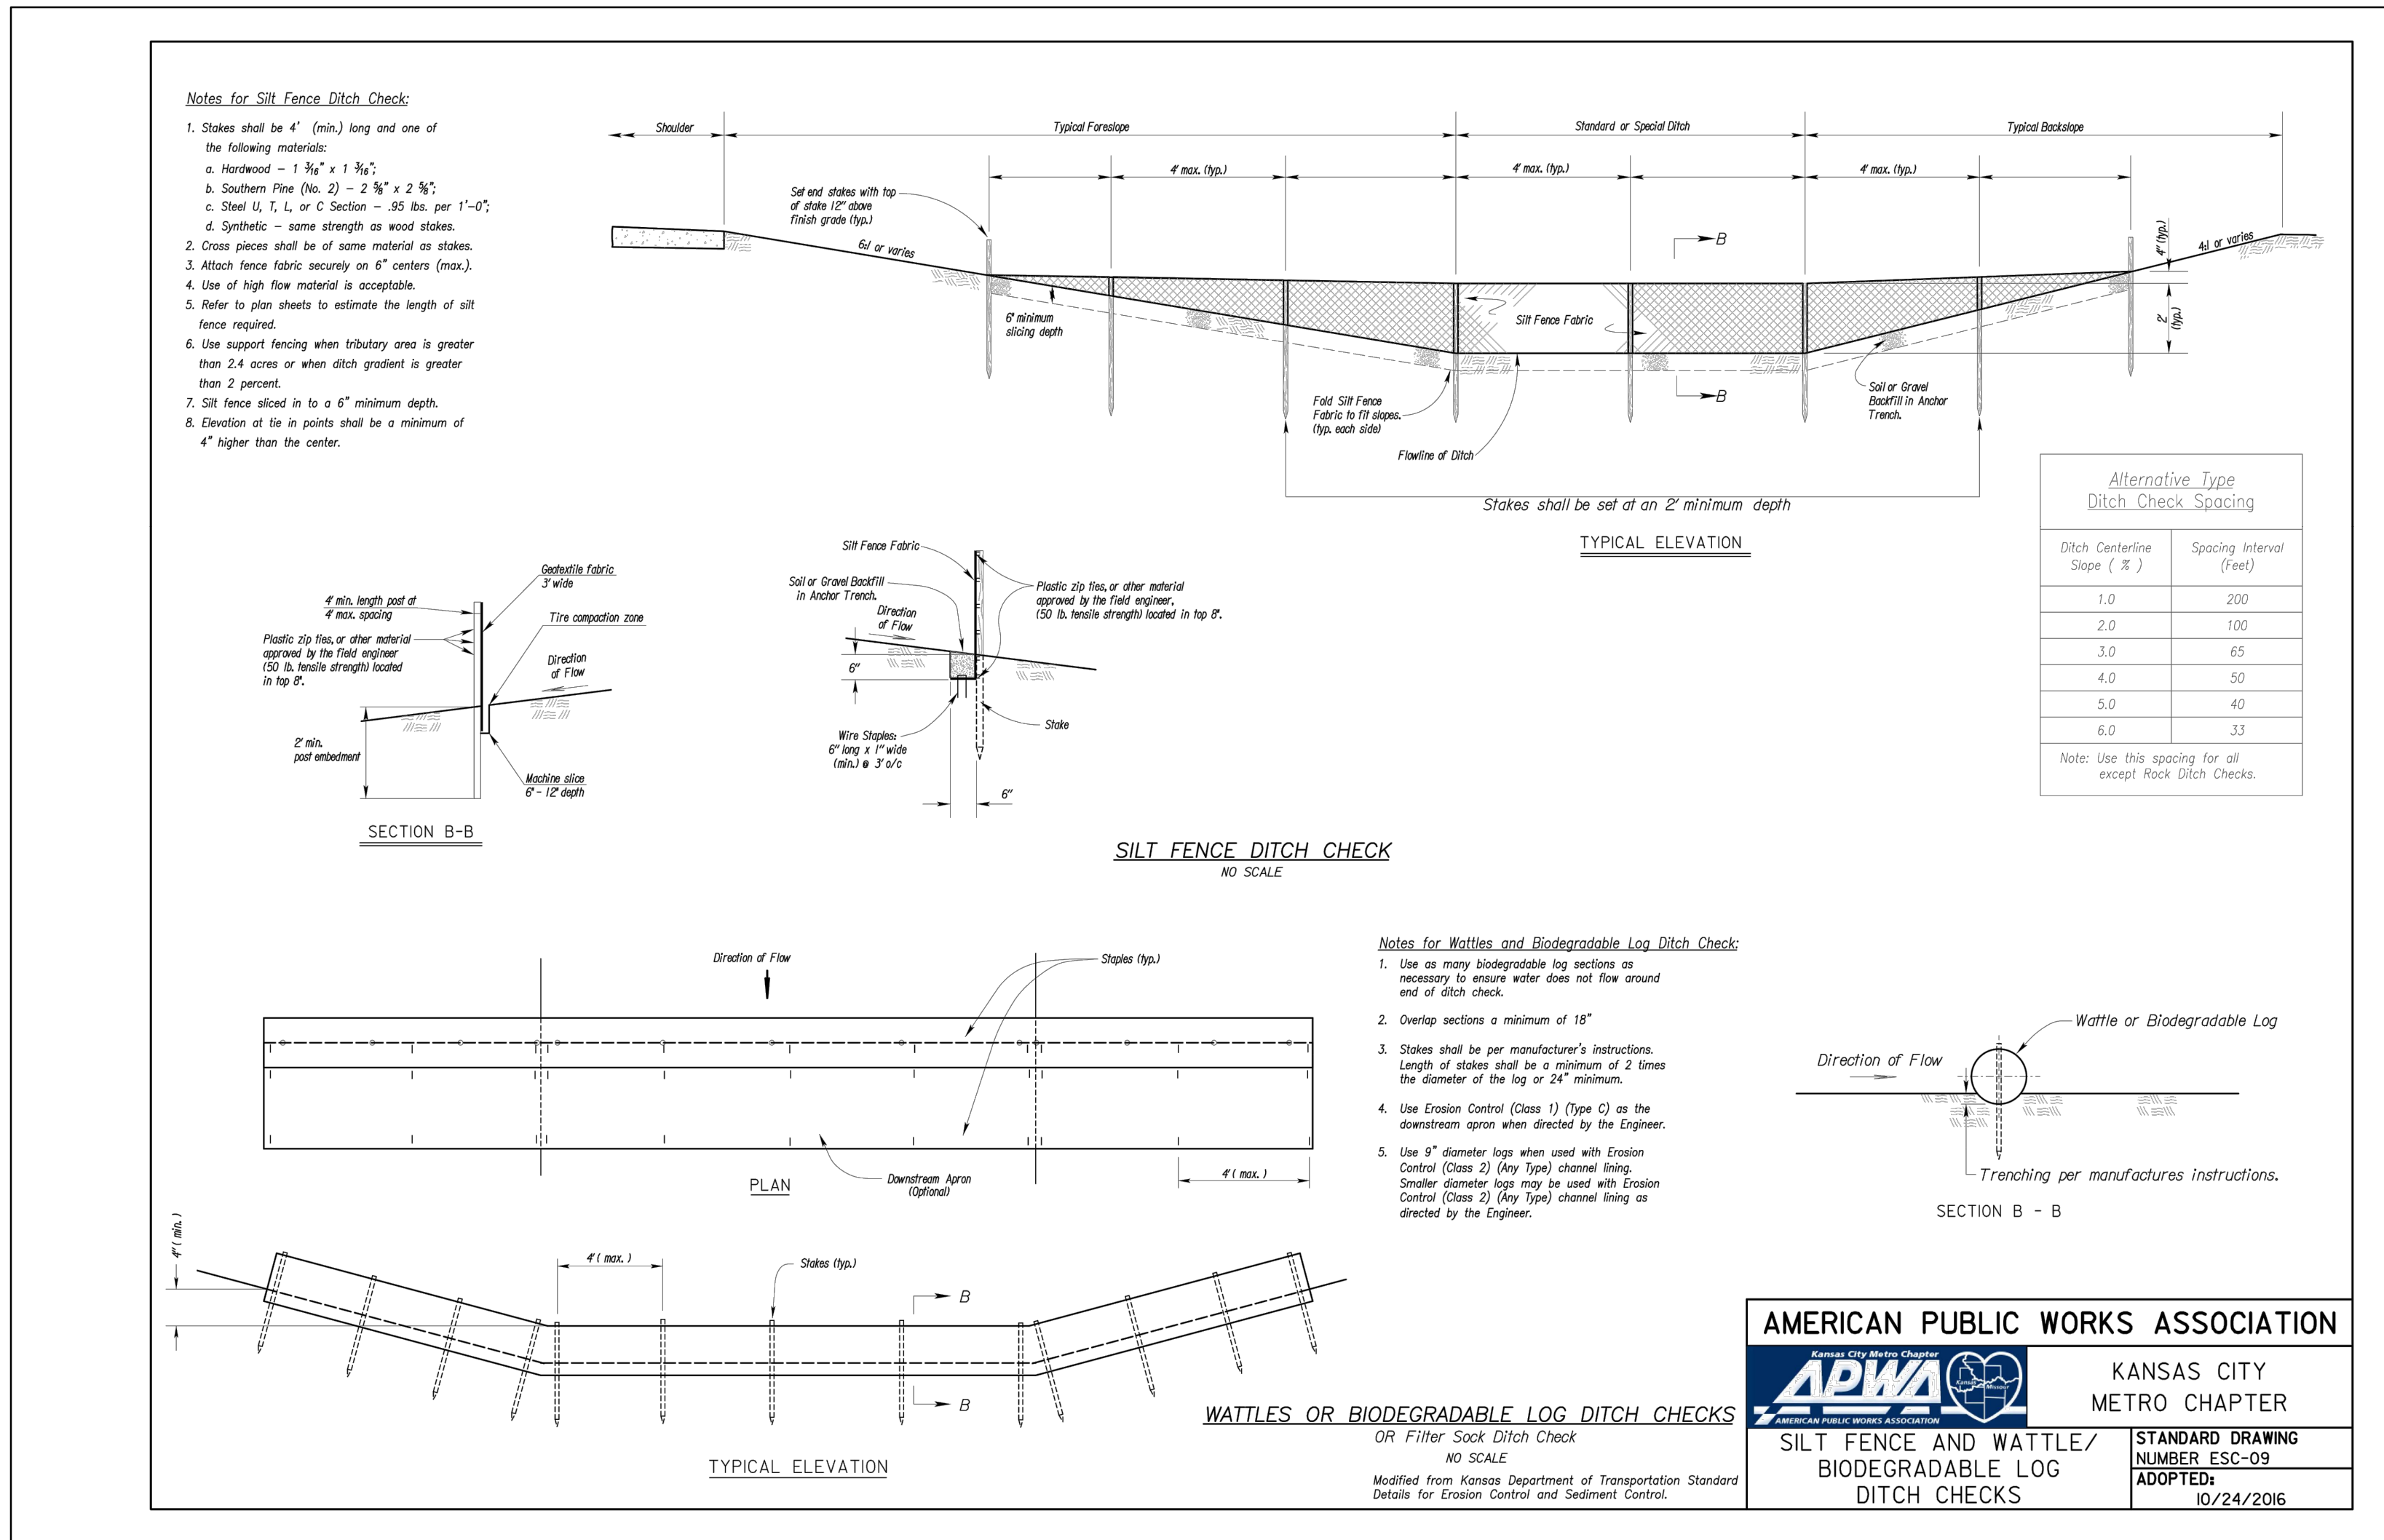 Notes for Silt Fence Ditch Check:
1. Stakes shall be 4' (min.) long and one of
the following materials:
a. Hardwood – 1 3⁄16" x 1 3⁄16";
b. Southern Pine (No. 2) – 2 5⁄8" x 2 5⁄8";
c. Steel U, T, L, or C Section – .95 lbs. per 1'-0";
d. Synthetic – same strength as wood stakes.
2. Cross pieces shall be of same material as stakes.
3. Attach fence fabric securely on 6" centers (max.).
4. Use of high flow material is acceptable.
5. Refer to plan sheets to estimate the length of silt
fence required.
6. Use support fencing when tributary area is greater
than 2.4 acres or when ditch gradient is greater
than 2 percent.
7. Silt fence sliced in to a 6" minimum depth.
8. Elevation at tie in points shall be a minimum of
4" higher than the center.
Shoulder
Typical Foreslope
Standard or Special Ditch
Typical Backslope
4' max. (typ.)
4' max. (typ.)
4' max. (typ.)
Set end stakes with top
of stake 12" above
finish grade (typ.)
6:1 or varies
B
4" (typ.)
4:1 or varies
6" minimum
slicing depth
Silt Fence Fabric
2'
(typ.)
Fold Silt Fence
Fabric to fit slopes.
(typ. each side)
B
Soil or Gravel
Backfill in Anchor
Trench.
Flowline of Ditch
Stakes shall be set at an 2' minimum depth
TYPICAL ELEVATION
Alternative Type
Ditch Check Spacing
Ditch Centerline
Slope ( % )
Spacing Interval
(Feet)
1.0 200
2.0 100
3.0 65
4.0 50
5.0 40
6.0 33
Note: Use this spacing for all
except Rock Ditch Checks.
Geotextile fabric
3' wide
4' min. length post at
4' max. spacing
Tire compaction zone
Plastic zip ties, or other material
approved by the field engineer
(50 lb. tensile strength) located
in top 8".
Direction
of Flow
2' min.
post embedment
Machine slice
6" - 12" depth
SECTION B-B
Silt Fence Fabric
Soil or Gravel Backfill
in Anchor Trench.
Plastic zip ties, or other material
approved by the field engineer,
(50 lb. tensile strength) located in top 8".
Direction
of Flow
6"
Stake
Wire Staples:
6" long x 1" wide
(min.) @ 3' o/c
6"
SILT FENCE DITCH CHECK
NO SCALE
Direction of Flow
Staples (typ.)
PLAN
Downstream Apron
(Optional)
4' ( max. )
4" ( min. )
4' ( max. )
Stakes (typ.)
B
B
TYPICAL ELEVATION
Notes for Wattles and Biodegradable Log Ditch Check:
1. Use as many biodegradable log sections as
necessary to ensure water does not flow around
end of ditch check.
2. Overlap sections a minimum of 18"
3. Stakes shall be per manufacturer's instructions.
Length of stakes shall be a minimum of 2 times
the diameter of the log or 24" minimum.
4. Use Erosion Control (Class 1) (Type C) as the
downstream apron when directed by the Engineer.
5. Use 9" diameter logs when used with Erosion
Control (Class 2) (Any Type) channel lining.
Smaller diameter logs may be used with Erosion
Control (Class 2) (Any Type) channel lining as
directed by the Engineer.
Wattle or Biodegradable Log
Direction of Flow
Trenching per manufactures instructions.
SECTION B - B
WATTLES OR BIODEGRADABLE LOG DITCH CHECKS
OR Filter Sock Ditch Check
NO SCALE
Modified from Kansas Department of Transportation Standard
Details for Erosion Control and Sediment Control.
AMERICAN PUBLIC WORKS ASSOCIATION
Kansas City Metro Chapter
APWA
Kansas Missouri
AMERICAN PUBLIC WORKS ASSOCIATION
KANSAS CITY
METRO CHAPTER
SILT FENCE AND WATTLE/
BIODEGRADABLE LOG
DITCH CHECKS
STANDARD DRAWING
NUMBER ESC-09
ADOPTED:
10/24/2016